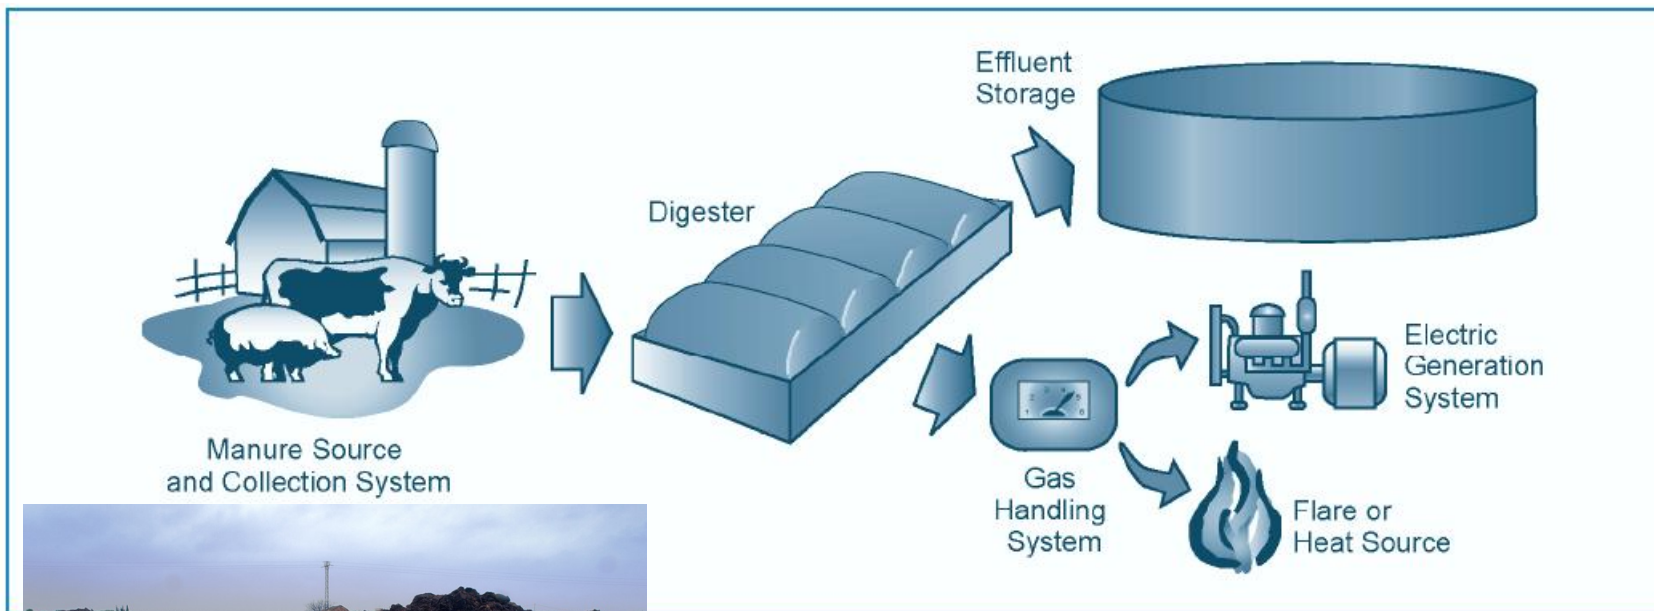 Effluent
Storage
Digester
Manure Source
and Collection System
Gas
Handling
System
Electric
Generation
System
Flare or
Heat Source